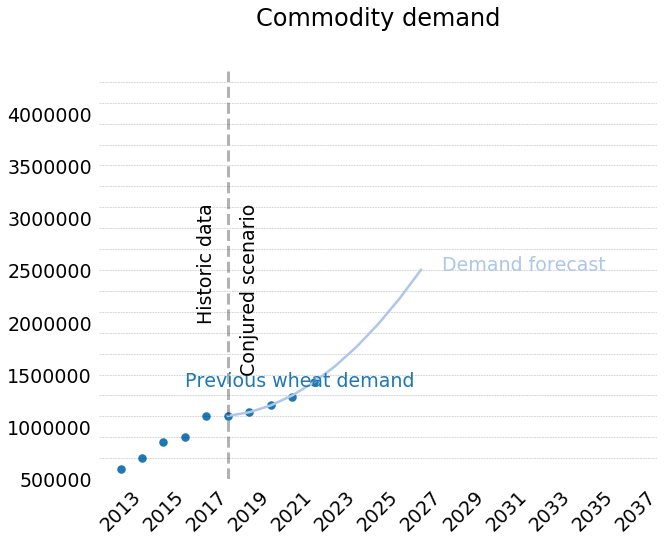 Commodity demand
4000000
3500000
3000000
2500000
2000000
1500000
1000000
500000
Historic data
Conjured scenario
Demand forecast
Previous wheat demand
2013 2015 2017 2019 2021 2023 2025 2027 2029 2031 2033 2035 2037